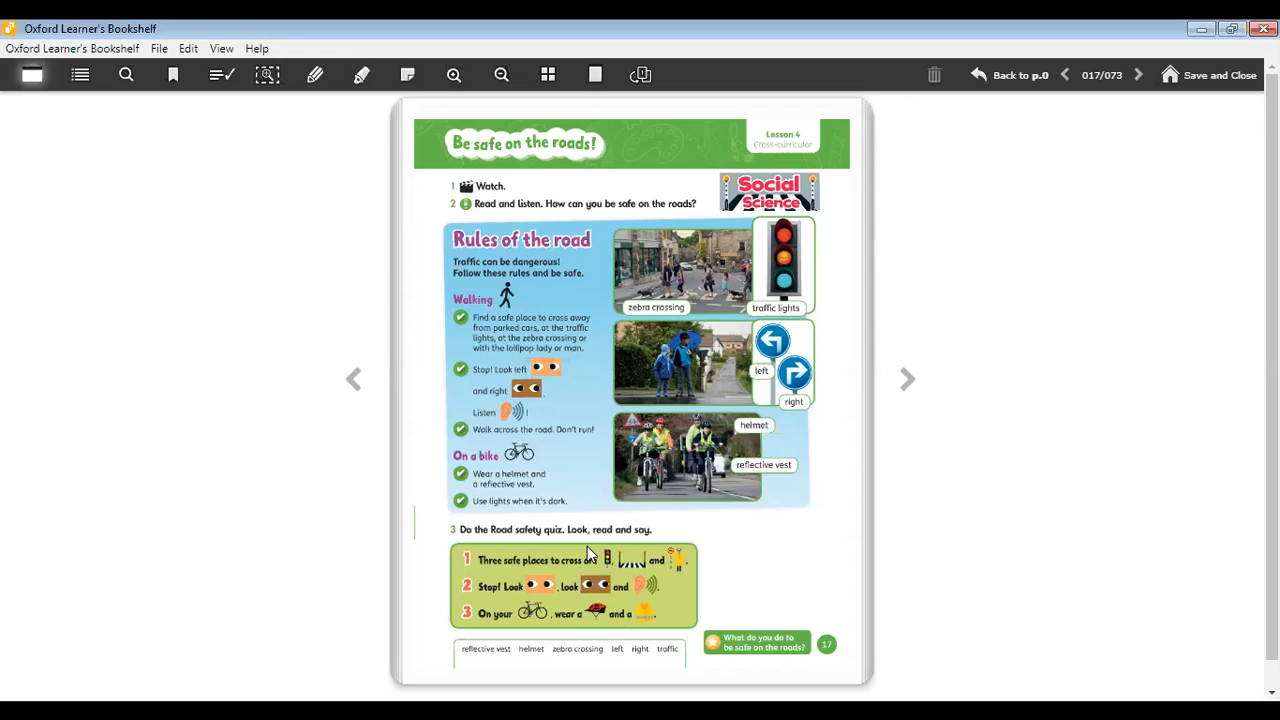 Oxford Learner's Bookshelf
Oxford Learner's Bookshelf File Edit View Help
Back to p.0 017/073 Save and Close
Be safe on the roads!
Lesson 4
Cross-curricular
1 Watch.
Social
Science
2 Read and listen. How can you be safe on the roads?
Rules of the road
Traffic can be dangerous!
Follow these rules and be safe.
Walking
Find a safe place to cross away
from parked cars, at the traffic
lights, at the zebra crossing or
with the lollipop lady or man.
Stop! Look left
and right .
Listen !
Walk across the road. Don't run!
On a bike
Wear a helmet and
a reflective vest.
Use lights when it's dark.
zebra crossing
traffic lights
left
right
helmet
reflective vest
3 Do the Road safety quiz. Look, read and say.
1 Three safe places to cross are , and .
2 Stop! Look , look and .
3 On your , wear a and a .
reflective vest helmet zebra crossing left right traffic
What do you do to
be safe on the roads?
17